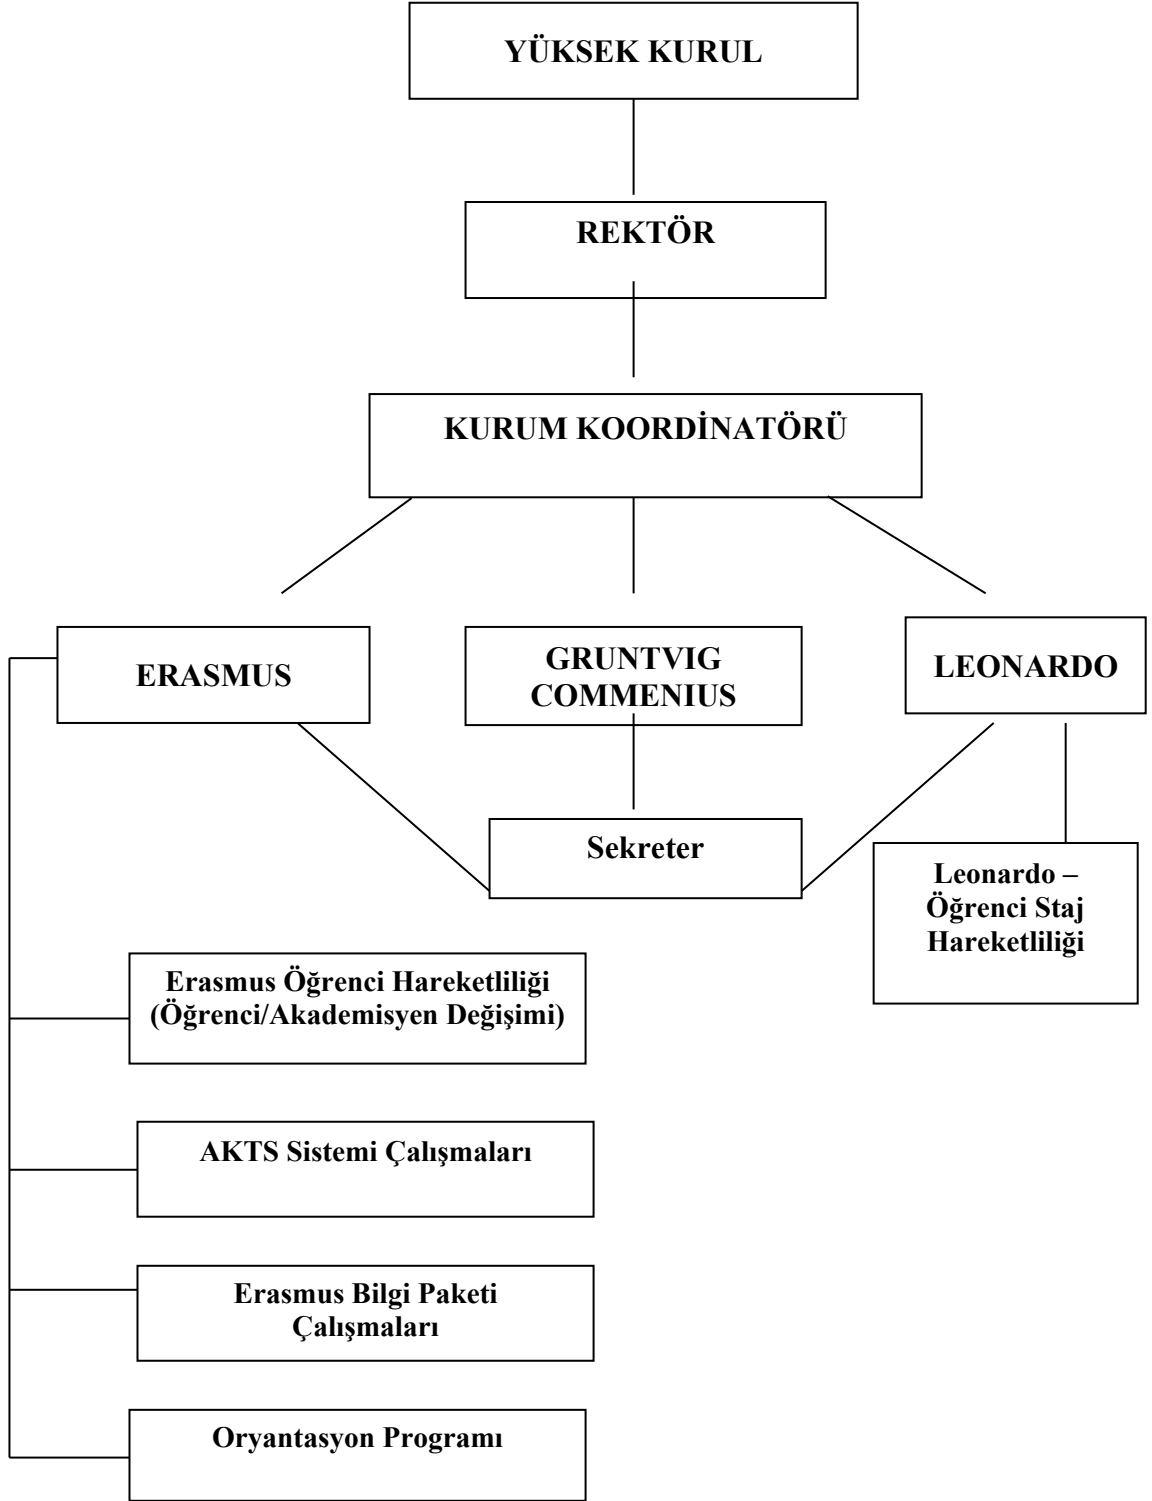 YÜKSEK KURUL
REKTÖR
KURUM KOORDİNATÖRÜ
ERASMUS
GRUNTVIG
COMMENIUS
LEONARDO
Sekreter
Leonardo –
Öğrenci Staj
Hareketliliği
Erasmus Öğrenci Hareketliliği
(Öğrenci/Akademisyen Değişimi)
AKTS Sistemi Çalışmaları
Erasmus Bilgi Paketi
Çalışmaları
Oryantasyon Programı